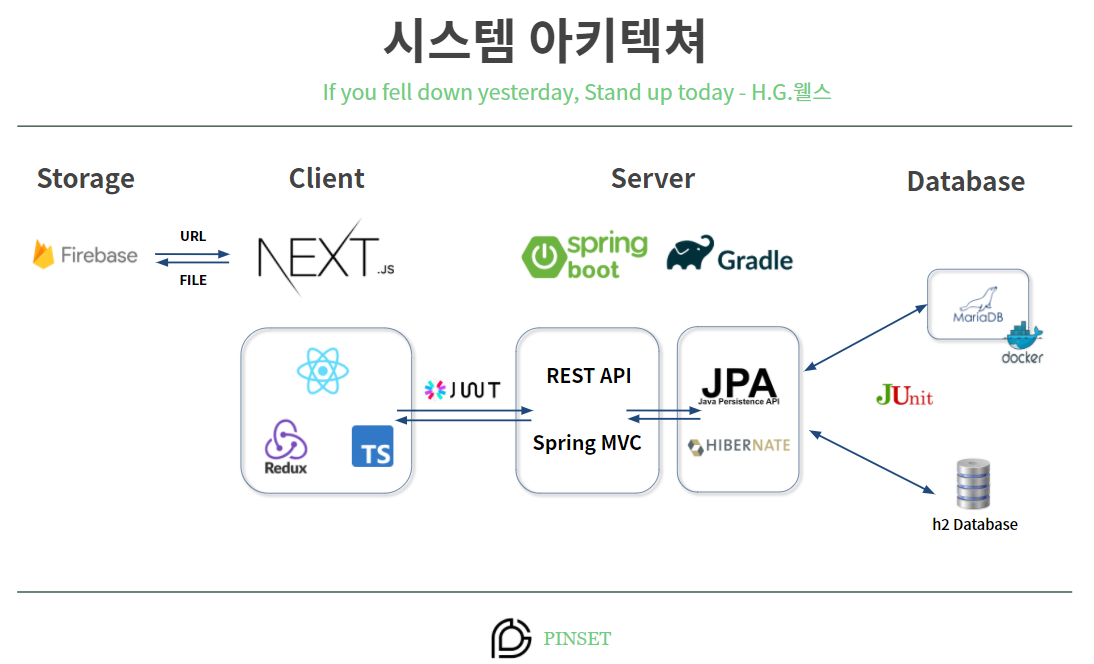 시스템 아키텍쳐
If you fell down yesterday, Stand up today - H.G.웰스
Storage
Client
Server
Database
Firebase
URL
FILE
NEXT.JS
spring
boot
Gradle
MariaDB
docker
JWT
REST API
Spring MVC
JPA
Java Persistence API
HIBERNATE
JUnit
Redux
TS
h2 Database
PINSET